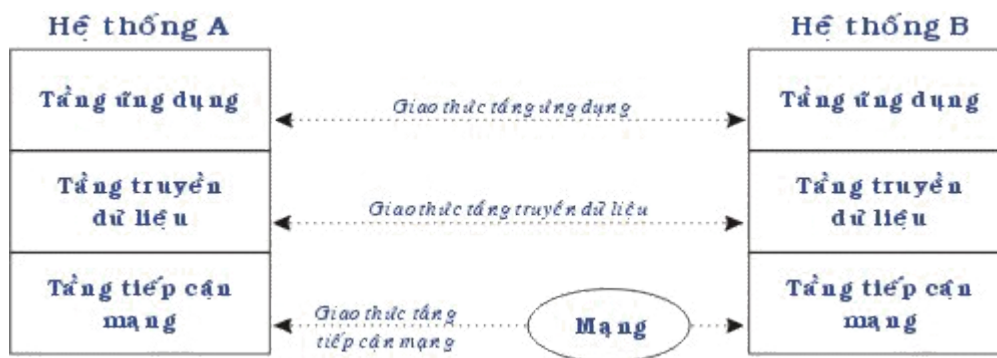 Hệ thống A
Hệ thống B
Tầng ứng dụng
Giao thức tầng ứng dụng
Tầng ứng dụng
Tầng truyền
dữ liệu
Giao thức tầng truyền dữ liệu
Tầng truyền
dữ liệu
Tầng tiếp cận
mạng
Giao thức tầng
tiếp cận mạng
Mạng
Tầng tiếp cận
mạng